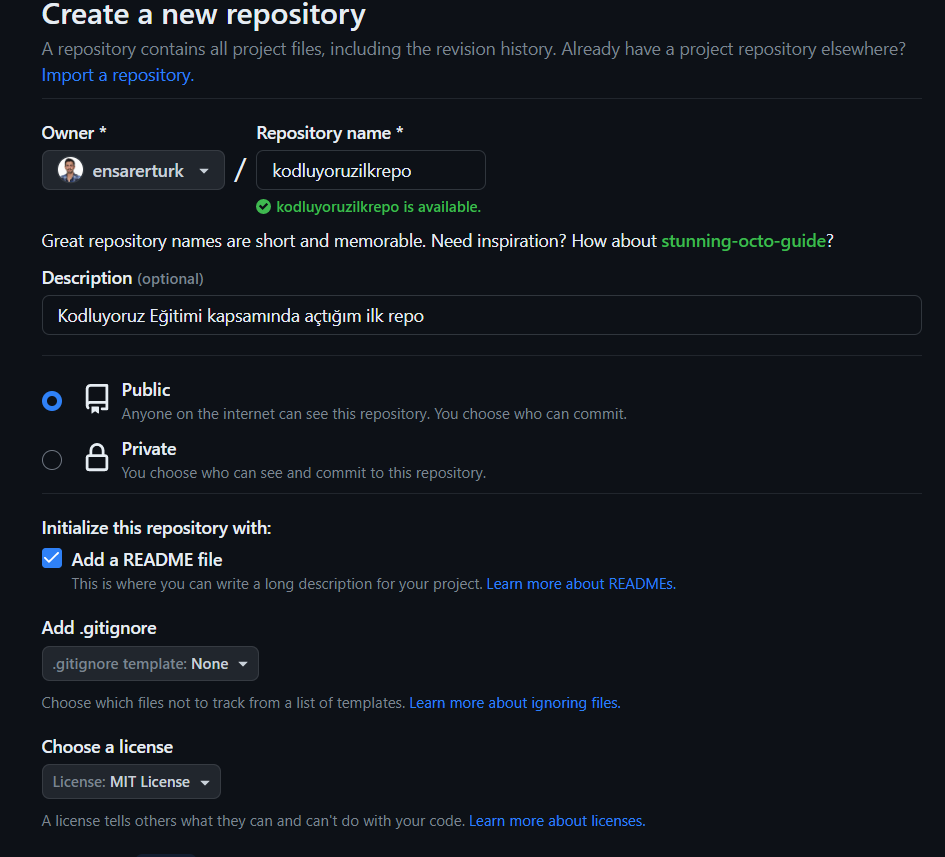 Create a new repository
A repository contains all project files, including the revision history. Already have a project repository elsewhere?
Import a repository.
Owner * Repository name *
ensarerturk / kodluyoruzilkrepo
kodluyoruzilkrepo is available.
Great repository names are short and memorable. Need inspiration? How about stunning-octo-guide?
Description (optional)
Kodluyoruz Eğitimi kapsamında açtığım ilk repo
Public
Anyone on the internet can see this repository. You choose who can commit.
Private
You choose who can see and commit to this repository.
Initialize this repository with:
Add a README file
This is where you can write a long description for your project. Learn more about READMEs.
Add .gitignore
.gitignore template: None
Choose which files not to track from a list of templates. Learn more about ignoring files.
Choose a license
License: MIT License
A license tells others what they can and can't do with your code. Learn more about licenses.